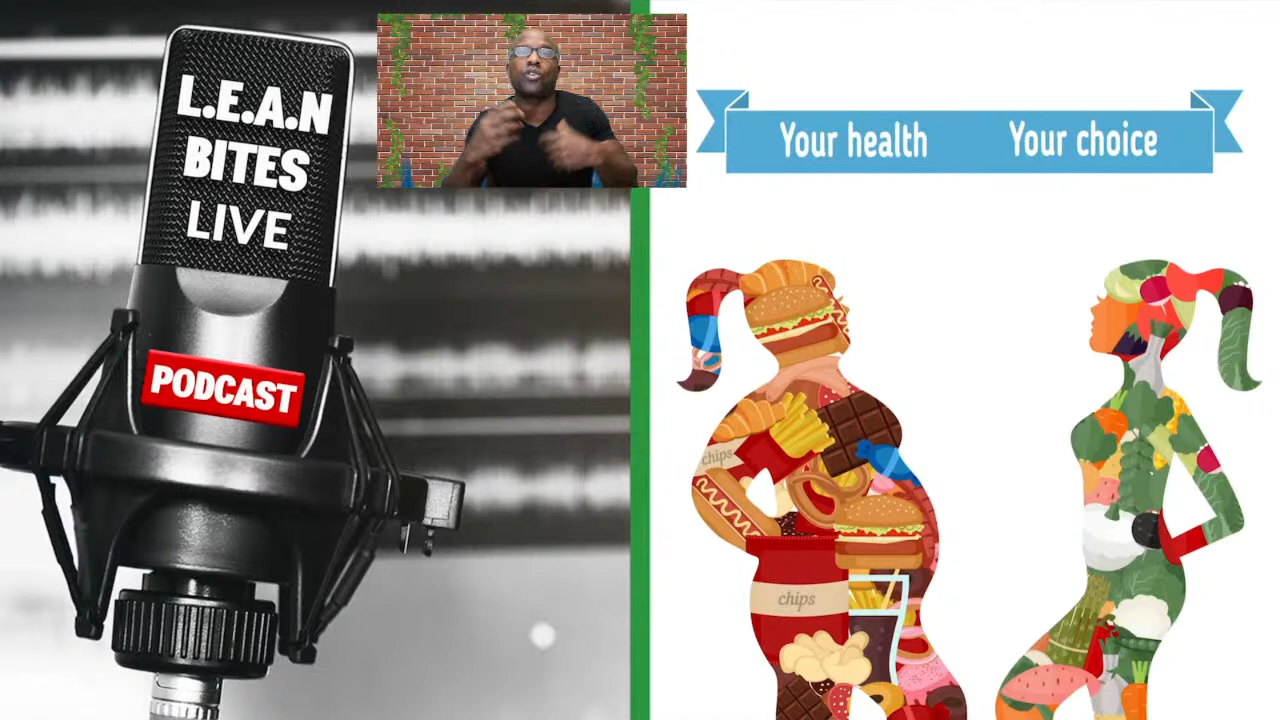 L.E.A.N
BITES
LIVE
PODCAST
Your health Your choice
chips
chips